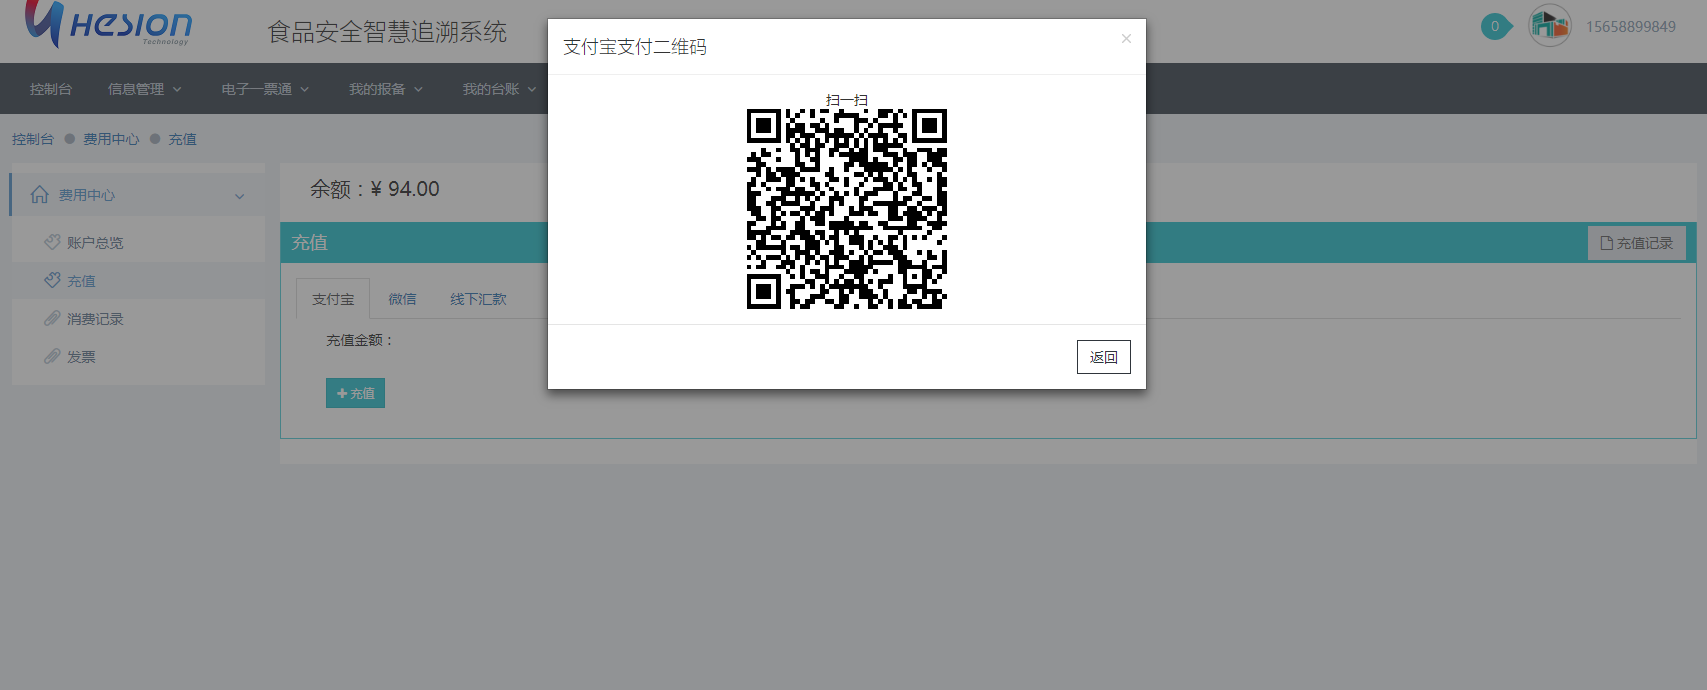 Hesion
Technology
食品安全智慧追溯系统
0
15658899849
控制台
信息管理
电子一票通
我的报备
我的台账
控制台
费用中心
充值
费用中心
账户总览
充值
消费记录
发票
余额：¥ 94.00
充值
充值记录
支付宝
微信
线下汇款
充值金额：
充值
支付宝支付二维码
×
扫一扫
返回